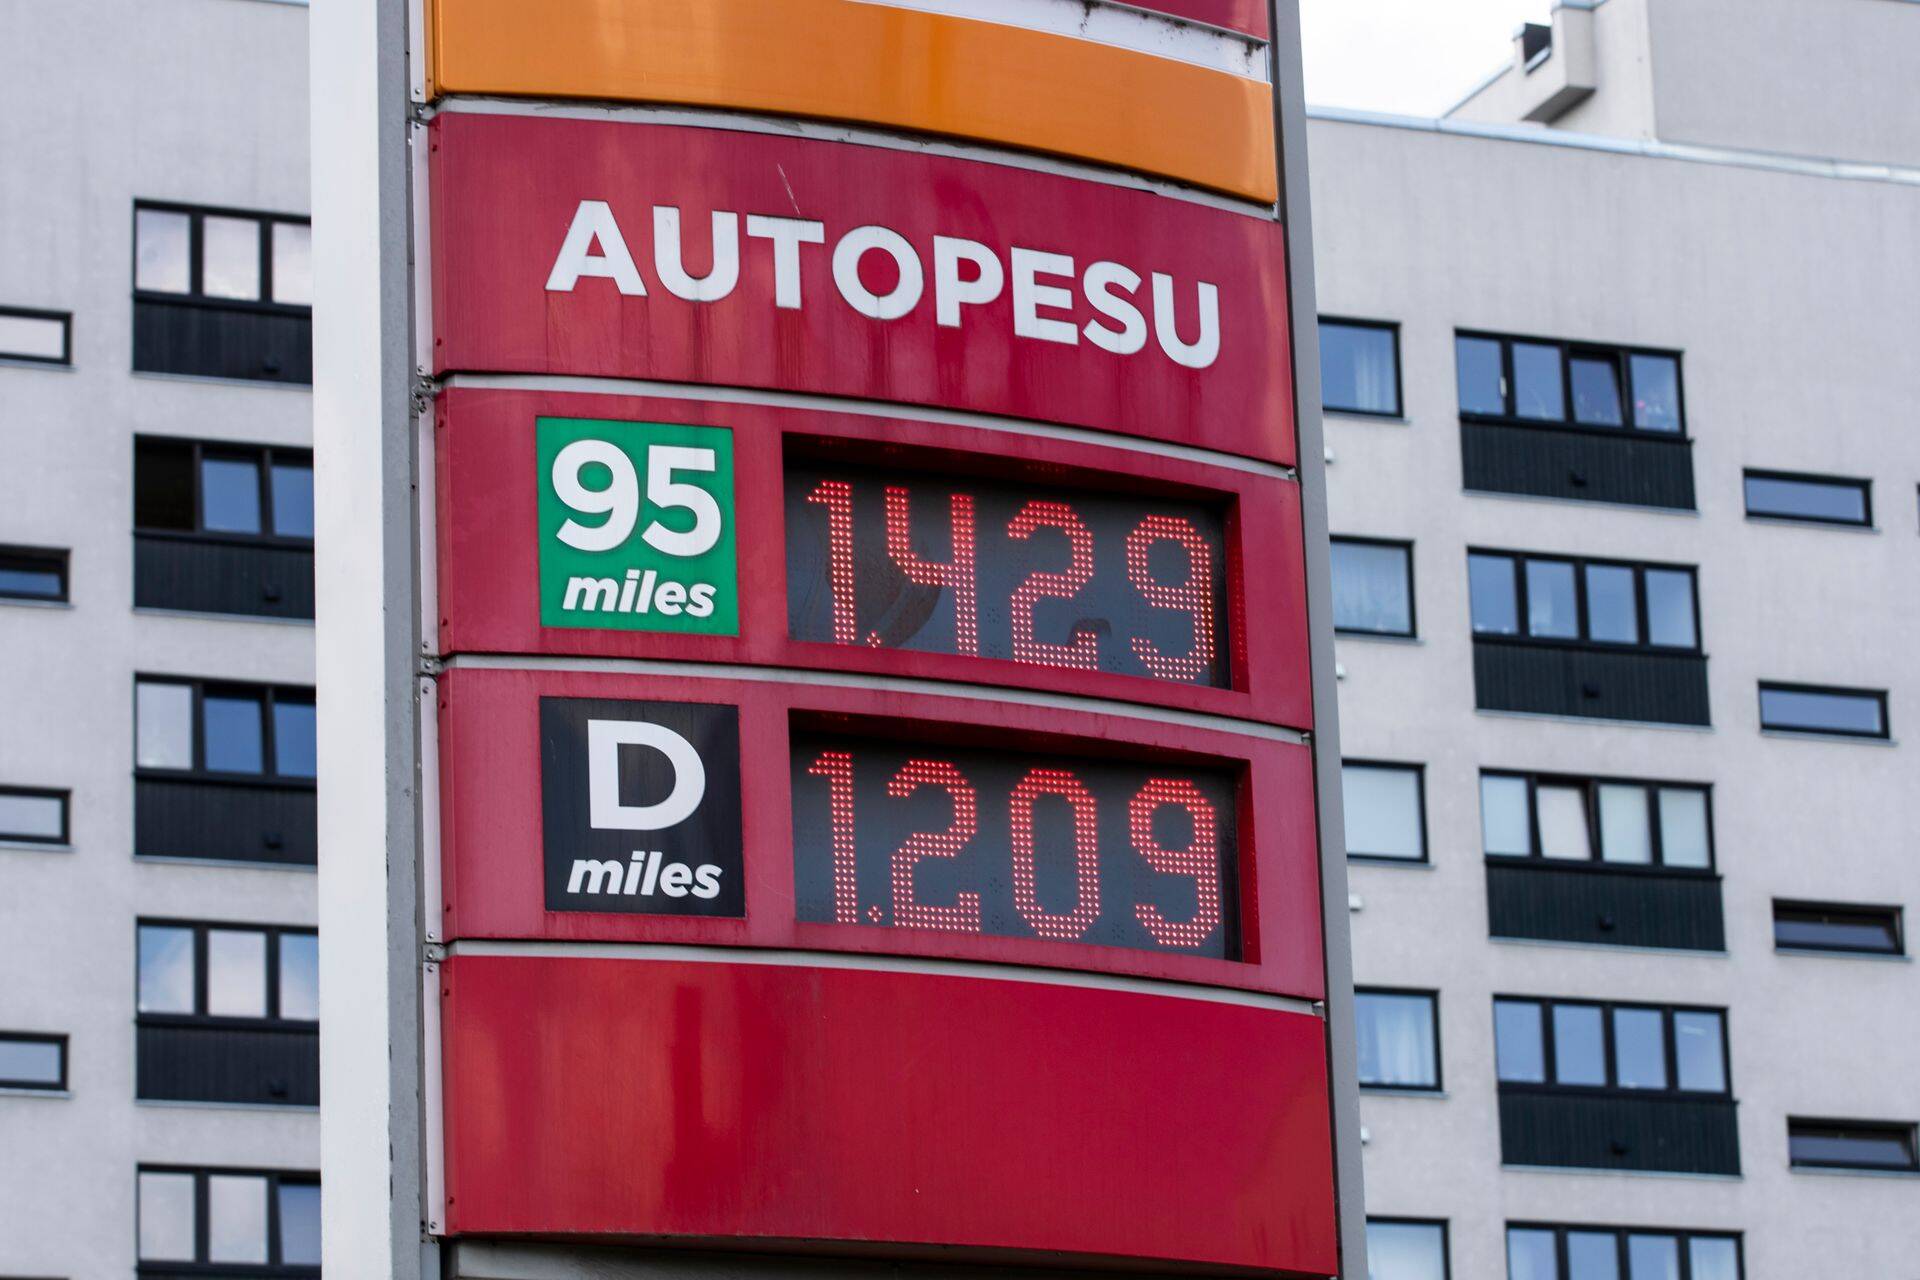 AUTOPESU
95 1.429
miles
D 1.209
miles